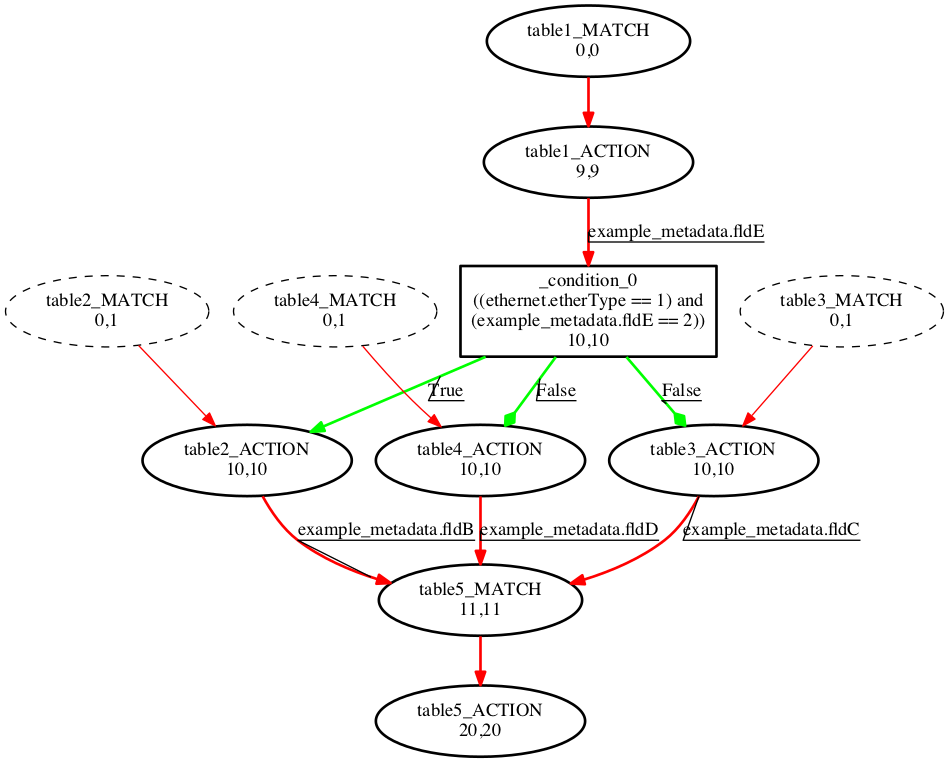 table1_MATCH
0,0
table1_ACTION
9,9
example_metadata.fldE
_condition_0
((ethernet.etherType == 1) and
(example_metadata.fldE == 2))
10,10
table2_MATCH
0,1
table4_MATCH
0,1
table3_MATCH
0,1
True
False
False
table2_ACTION
10,10
table4_ACTION
10,10
table3_ACTION
10,10
example_metadata.fldB
example_metadata.fldD
example_metadata.fldC
table5_MATCH
11,11
table5_ACTION
20,20